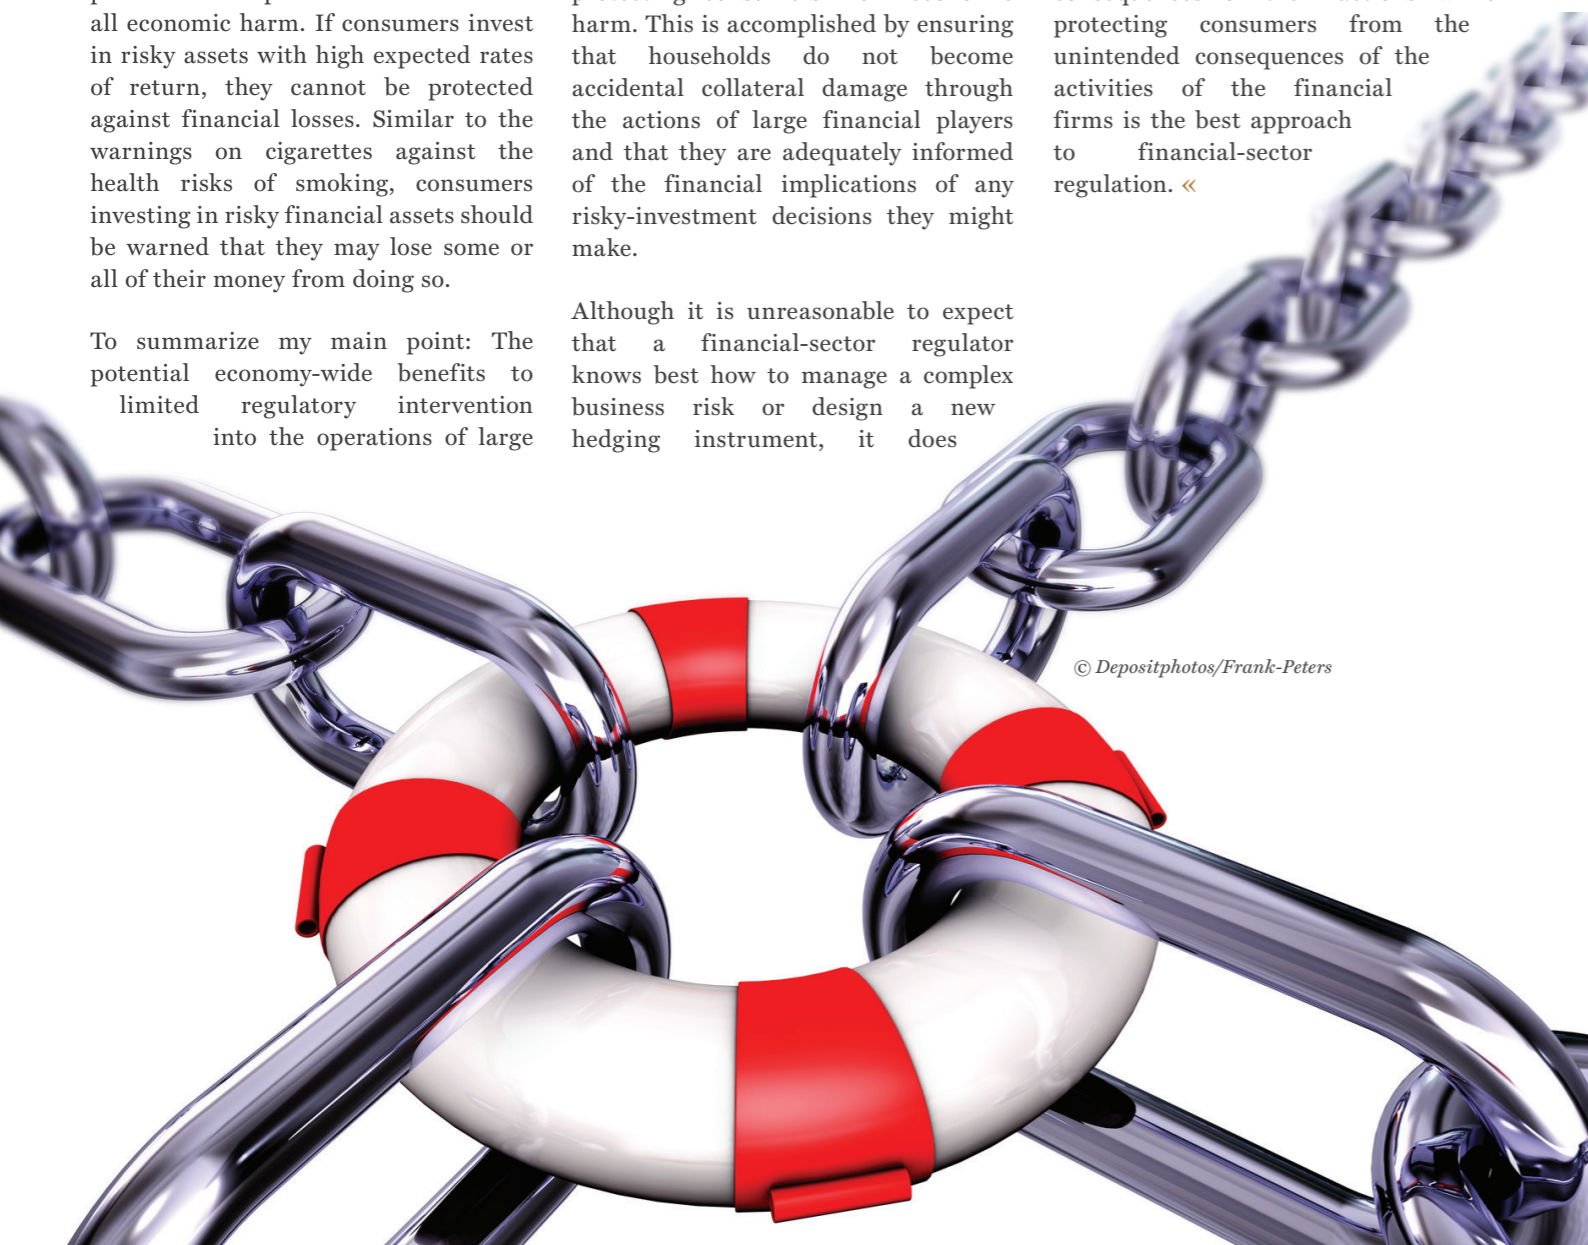 all economic harm. If consumers invest
in risky assets with high expected rates
of return, they cannot be protected
against financial losses. Similar to the
warnings on cigarettes against the
health risks of smoking, consumers
investing in risky financial assets should
be warned that they may lose some or
all of their money from doing so.
To summarize my main point: The
potential economy-wide benefits to
limited regulatory intervention
into the operations of large
harm. This is accomplished by ensuring
that households do not become
accidental collateral damage through
the actions of large financial players
and that they are adequately informed
of the financial implications of any
risky-investment decisions they might
make.
Although it is unreasonable to expect
that a financial-sector regulator
knows best how to manage a complex
business risk or design a new
hedging instrument, it does
protecting consumers from the
unintended consequences of the
activities of the financial
firms is the best approach
to financial-sector
regulation. «
© Depositphotos/Frank-Peters